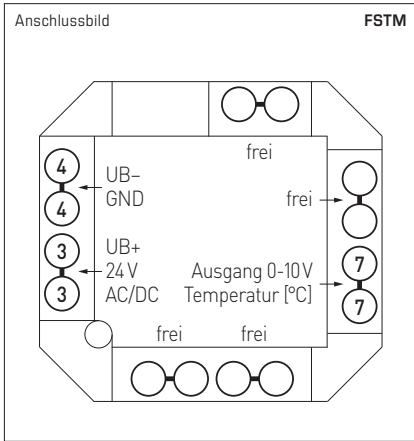 Anschlussbild FSTM
frei
4 UB–
GND
4
frei
3 UB+
24 V
3 AC/DC
Ausgang 0-10 V 7
Temperatur [°C] 7
frei frei